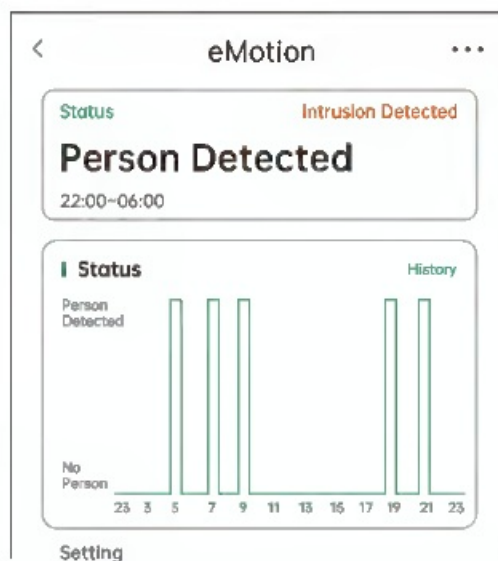 eMotion
Status Intrusion Detected
Person Detected
22:00~06:00
Status History
Person
Detected
No
Person
23 3 5 7 9 11 13 15 17 19 21 23
Setting